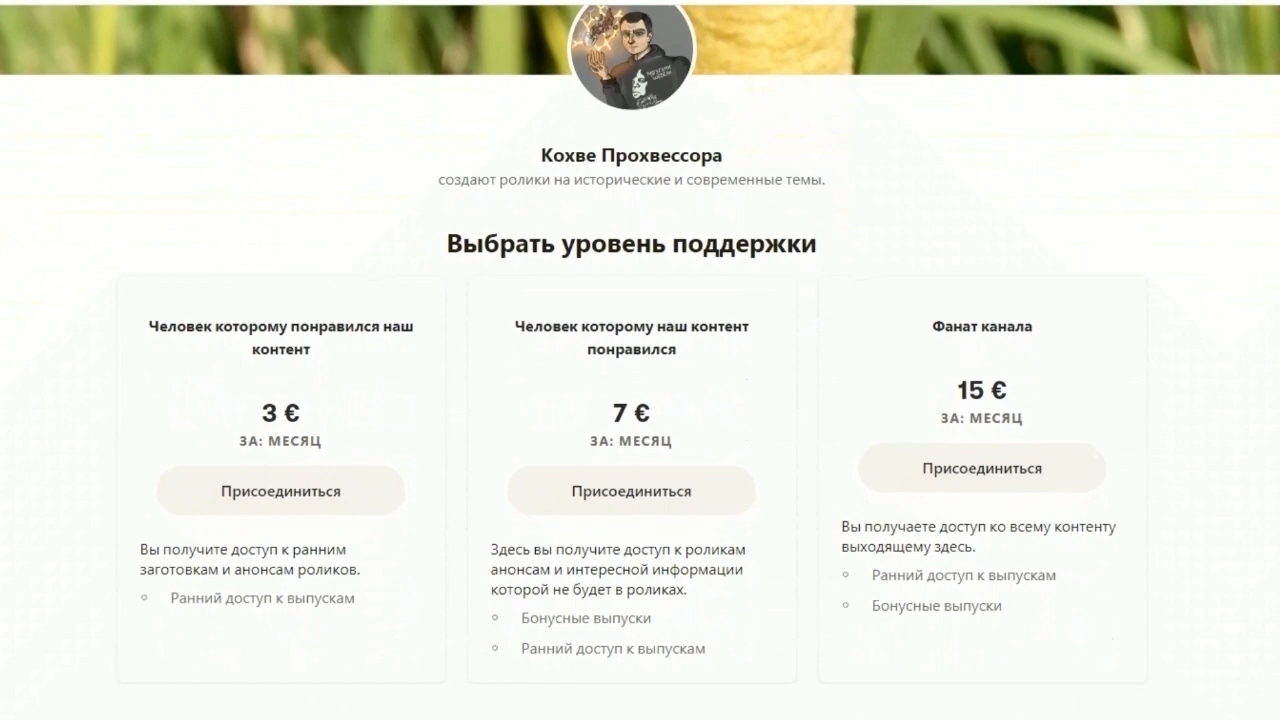 Кохве Прохвессора
создают ролики на исторические и современные темы.
Выбрать уровень поддержки
Человек которому понравился наш
контент
3 €
ЗА: МЕСЯЦ
Присоединиться
Вы получите доступ к ранним
заготовкам и анонсам роликов.
Ранний доступ к выпускам
Человек которому наш контент
понравился
7 €
ЗА: МЕСЯЦ
Присоединиться
Здесь вы получите доступ к роликам
анонсам и интересной информации
которой не будет в роликах.
Бонусные выпуски
Ранний доступ к выпускам
Фанат канала
15 €
ЗА: МЕСЯЦ
Присоединиться
Вы получаете доступ ко всему контенту
выходящему здесь.
Ранний доступ к выпускам
Бонусные выпуски